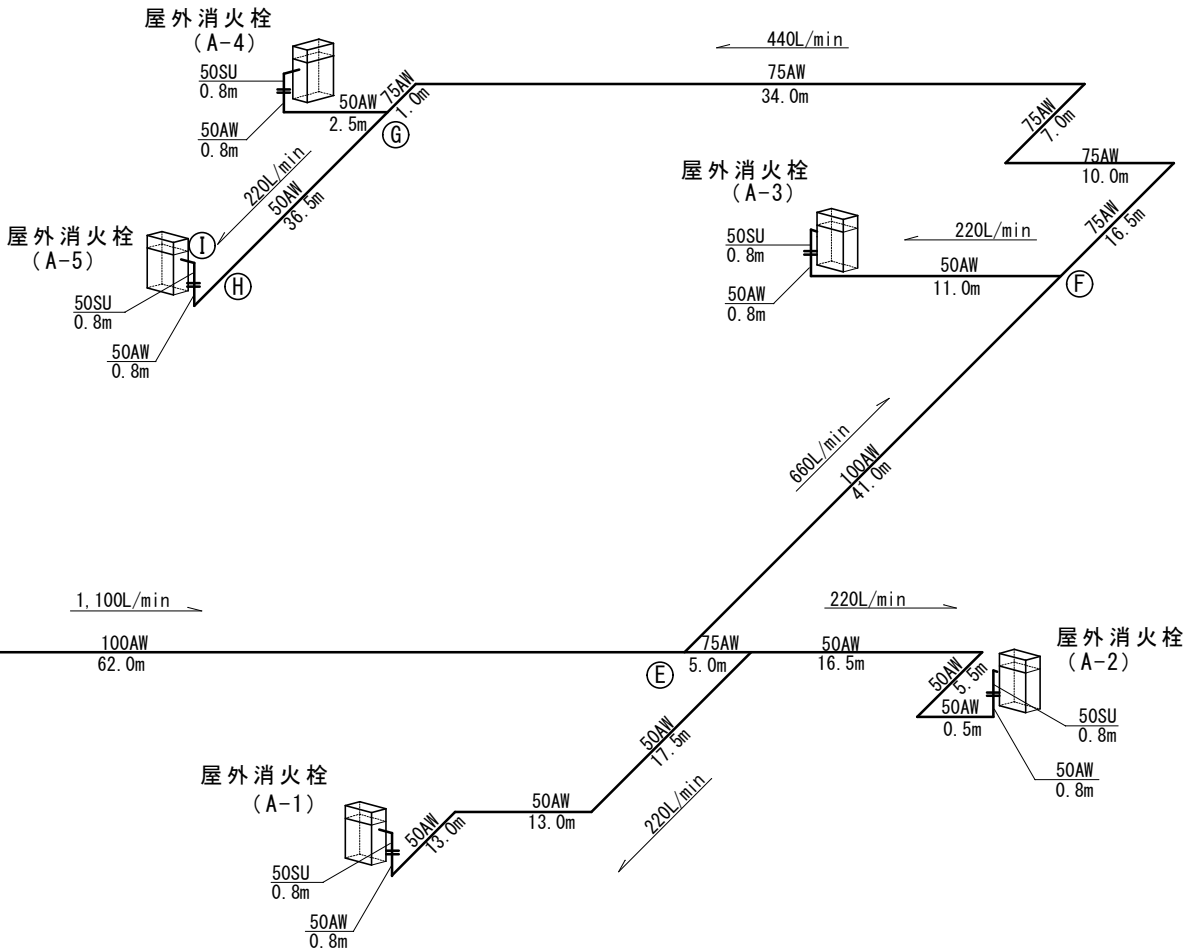 屋外消火栓
(A-4)
50SU
0.8m
50AW
0.8m
50AW
2.5m
75AW
1.0m
G
440L/min
75AW
34.0m
75AW
7.0m
75AW
10.0m
75AW
16.5m
屋外消火栓
(A-3)
50SU
0.8m
50AW
0.8m
220L/min
50AW
11.0m
F
220L/min
50AW
36.5m
屋外消火栓
(A-5)
I
H
50SU
0.8m
50AW
0.8m
660L/min
100AW
41.0m
1,100L/min
100AW
62.0m
E
75AW
5.0m
220L/min
50AW
16.5m
50AW
5.5m
50AW
0.5m
屋外消火栓
(A-2)
50SU
0.8m
50AW
0.8m
50AW
17.5m
220L/min
50AW
13.0m
50AW
13.0m
屋外消火栓
(A-1)
50SU
0.8m
50AW
0.8m